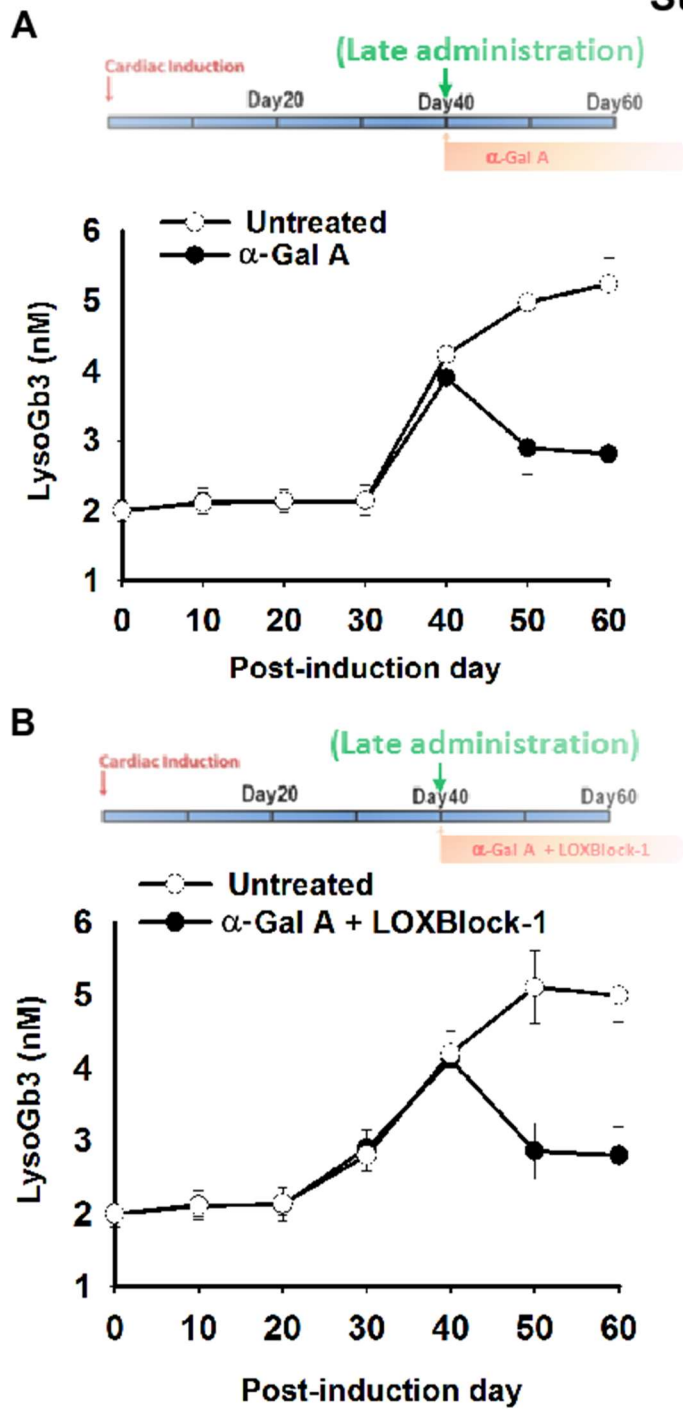 A
(Late administration)
Cardiac Induction
Day20 Day40 Day60
α-Gal A
Untreated
α-Gal A
6
5
4
3
2
1
LysoGb3 (nM)
0 10 20 30 40 50 60
Post-induction day
B
(Late administration)
Cardiac Induction
Day20 Day40 Day60
α-Gal A + LOXBlock-1
Untreated
α-Gal A + LOXBlock-1
6
5
4
3
2
1
LysoGb3 (nM)
0 10 20 30 40 50 60
Post-induction day